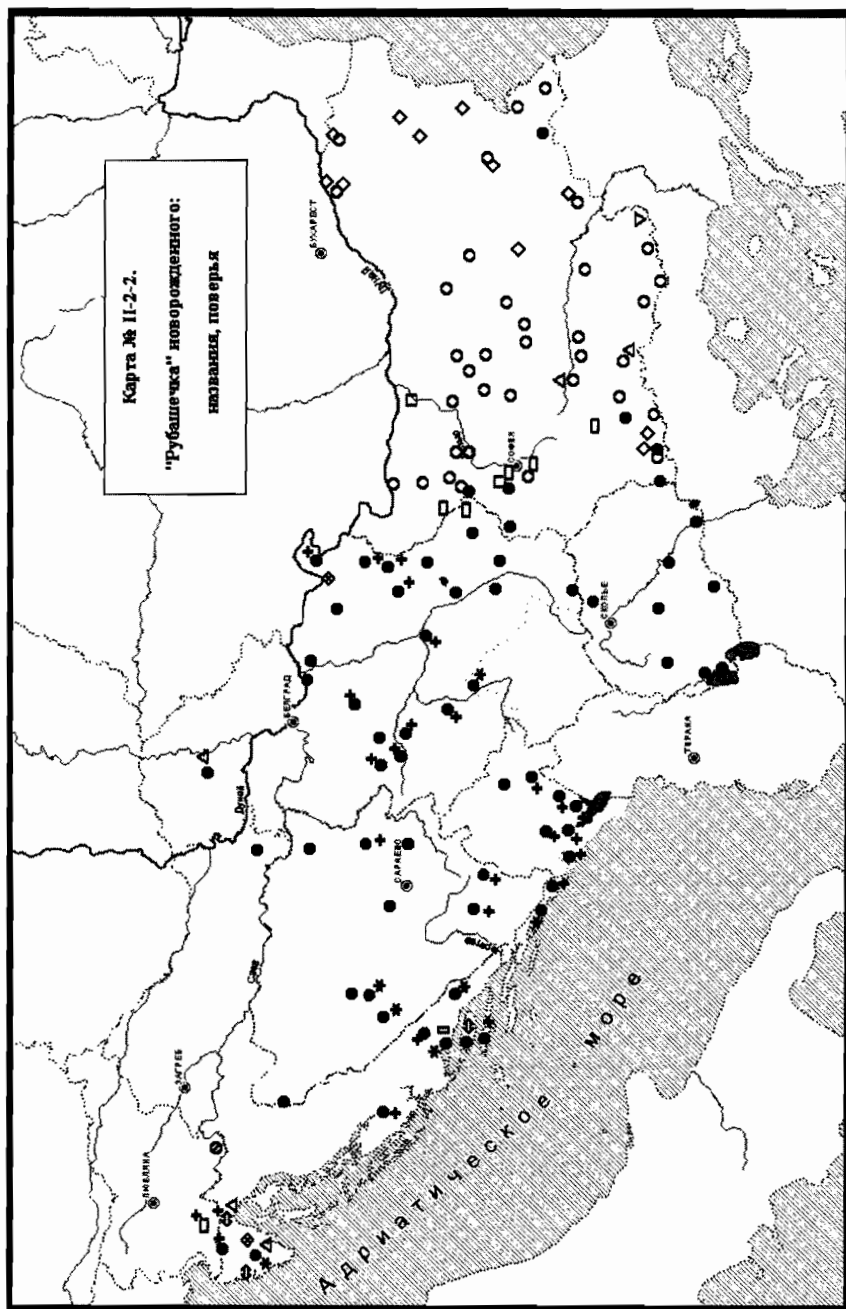 Карта № II-2-2.
"Рубашечка" новорожденного:
названия, поверья
БУХАРЕСТ
Дунай
СОФИЯ
СКОПЬЕ
БЕЛГРАД
ТИРАНА
Дунай
САРАЕВО
Сава
ЗАГРЕБ
ЛЮБЛЯНА
Адриатическое море